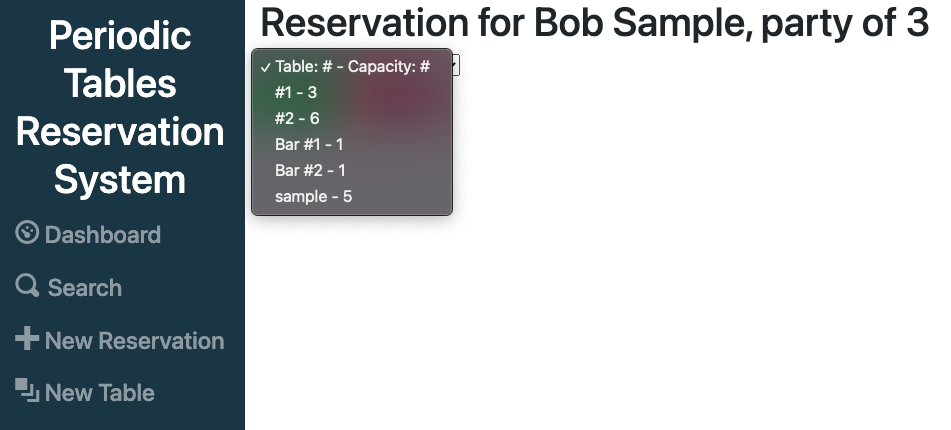 Periodic
Tables
Reservation
System
Dashboard
Search
New Reservation
New Table
Reservation for Bob Sample, party of 3
✓ Table: # - Capacity: #
#1 - 3
#2 - 6
Bar #1 - 1
Bar #2 - 1
sample - 5